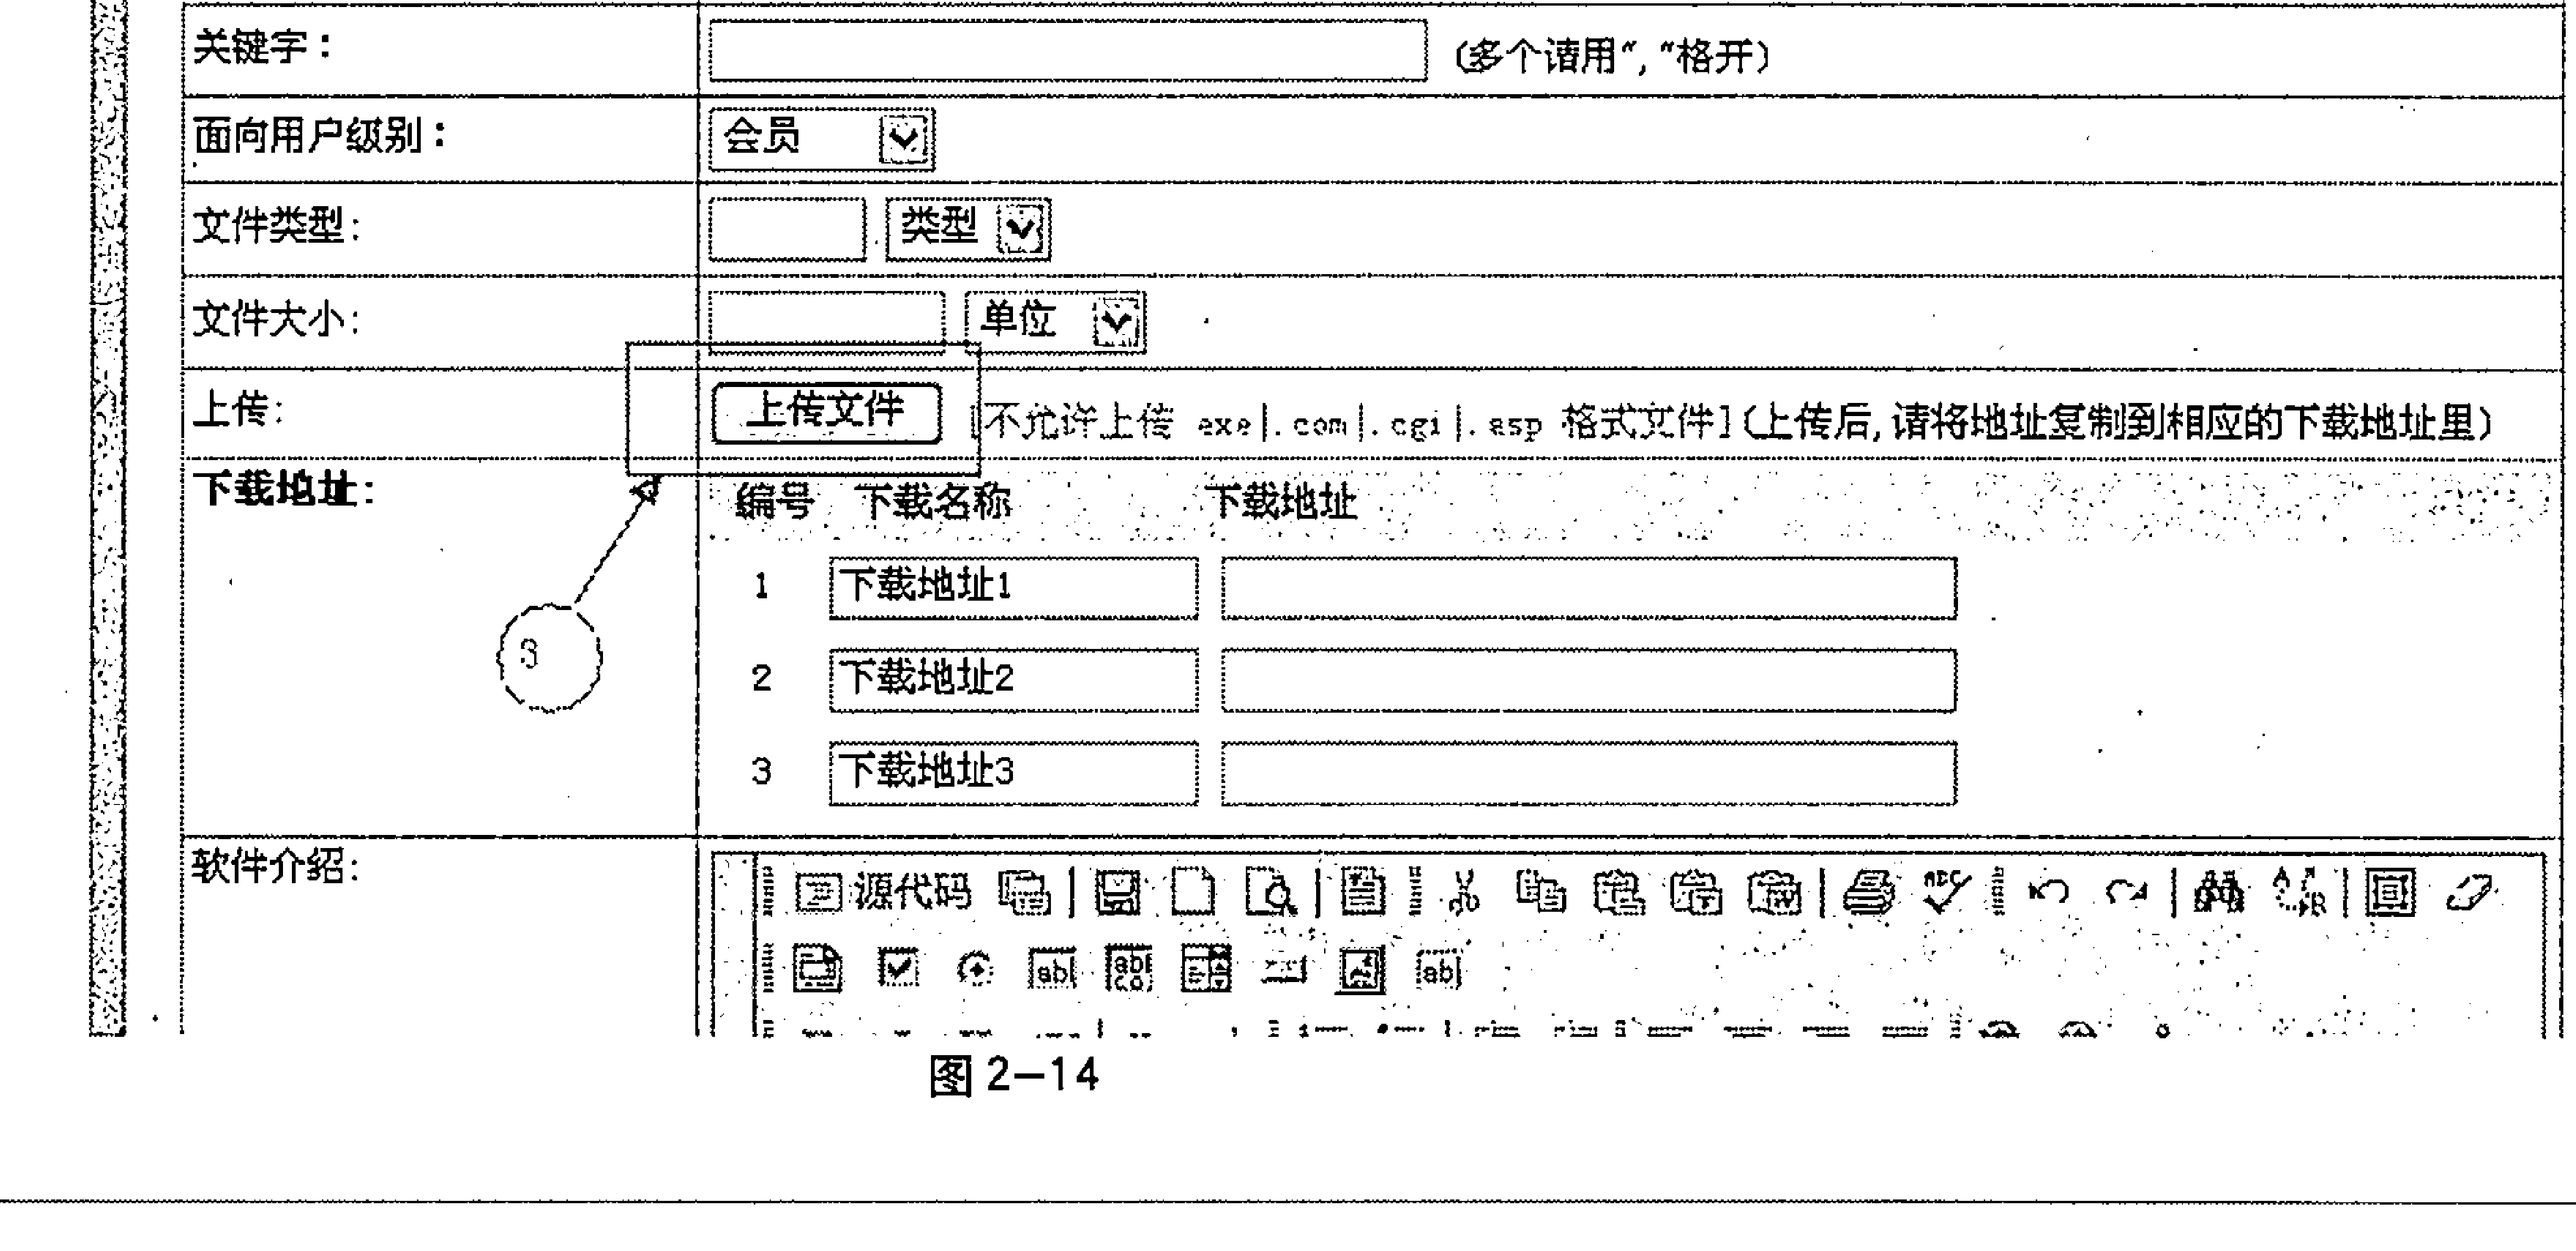 关键字： (多个请用","格开)
面向用户级别： 会员
文件类型: 类型
文件大小: 单位
上传: 上传文件 [不允许上传 exe|.com|.cgi|.asp 格式文件](上传后,请将地址复制到相应的下载地址里)
下载地址: 编号 下载名称 下载地址
1 下载地址1
2 下载地址2
3 下载地址3
3
软件介绍: 源代码
ABC
abl abl
图 2-14